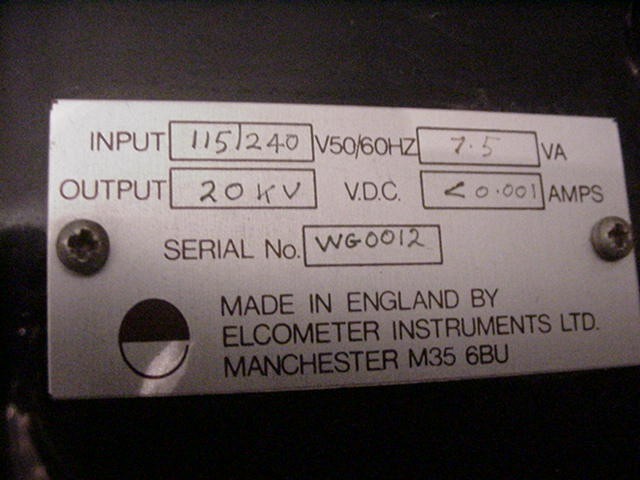 INPUT 115/240 V50/60HZ 7.5 VA
OUTPUT 20KV V.D.C. <0.001 AMPS
SERIAL No. WG0012
MADE IN ENGLAND BY
ELCOMETER INSTRUMENTS LTD.
MANCHESTER M35 6BU